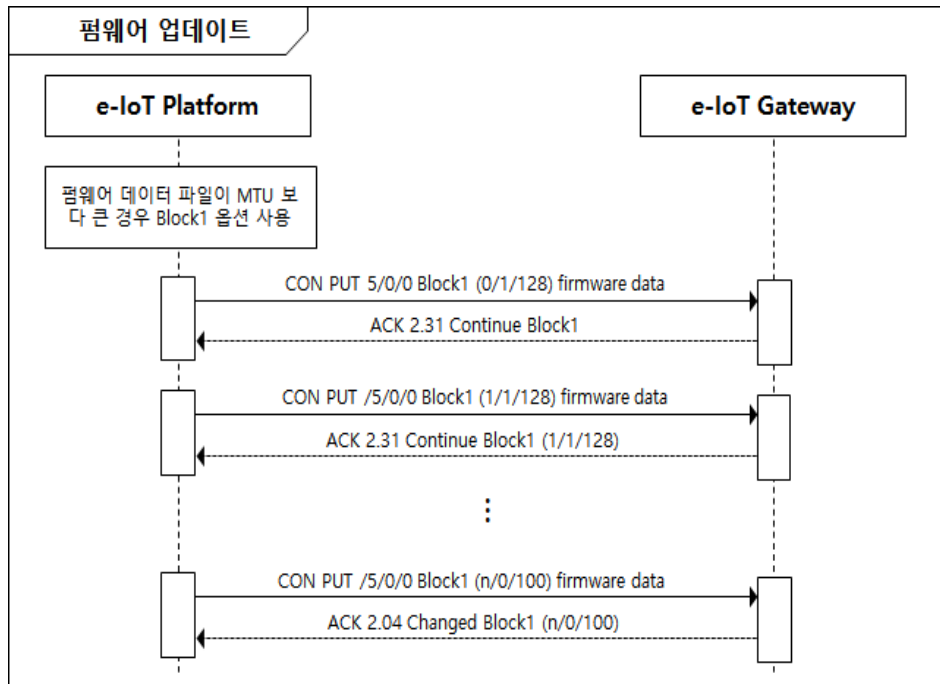 펌웨어 업데이트
e-IoT Platform
e-IoT Gateway
펌웨어 데이터 파일이 MTU 보
다 큰 경우 Block1 옵션 사용
CON PUT 5/0/0 Block1 (0/1/128) firmware data
ACK 2.31 Continue Block1
CON PUT /5/0/0 Block1 (1/1/128) firmware data
ACK 2.31 Continue Block1 (1/1/128)
⋮
CON PUT /5/0/0 Block1 (n/0/100) firmware data
ACK 2.04 Changed Block1 (n/0/100)